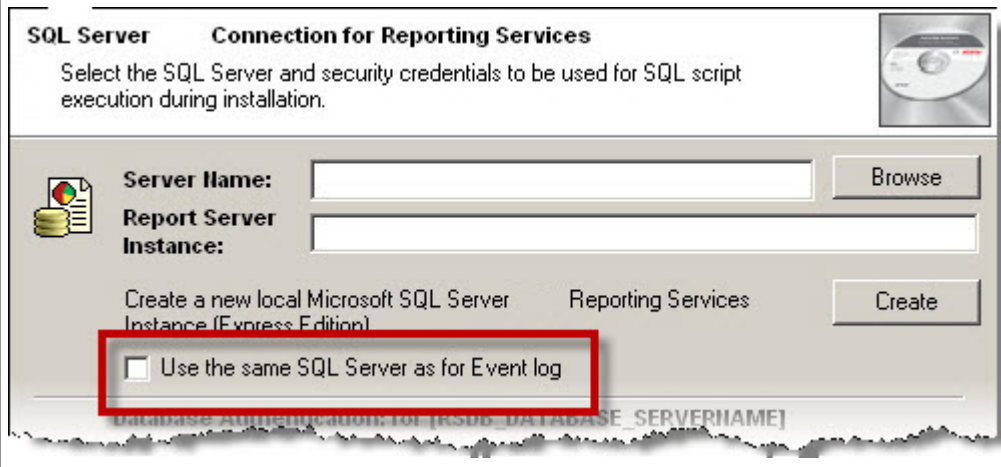 SQL Server Connection for Reporting Services
Select the SQL Server and security credentials to be used for SQL script
execution during installation.
Server Name:
Browse
Report Server
Instance:
Create a new local Microsoft SQL Server Reporting Services
Instance (Express Edition)
Create
Use the same SQL Server as for Event log
Database Authentication: for [RSDB_DATABASE_SERVERNAME]